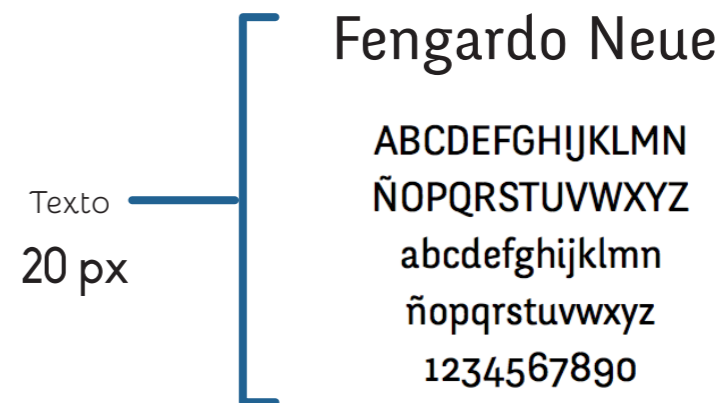 Fengardo Neue
ABCDEFGHIJKLMN
ÑOPQRSTUVWXYZ
abcdefghijklmn
ñopqrstuvwxyz
1234567890
Texto
20 px